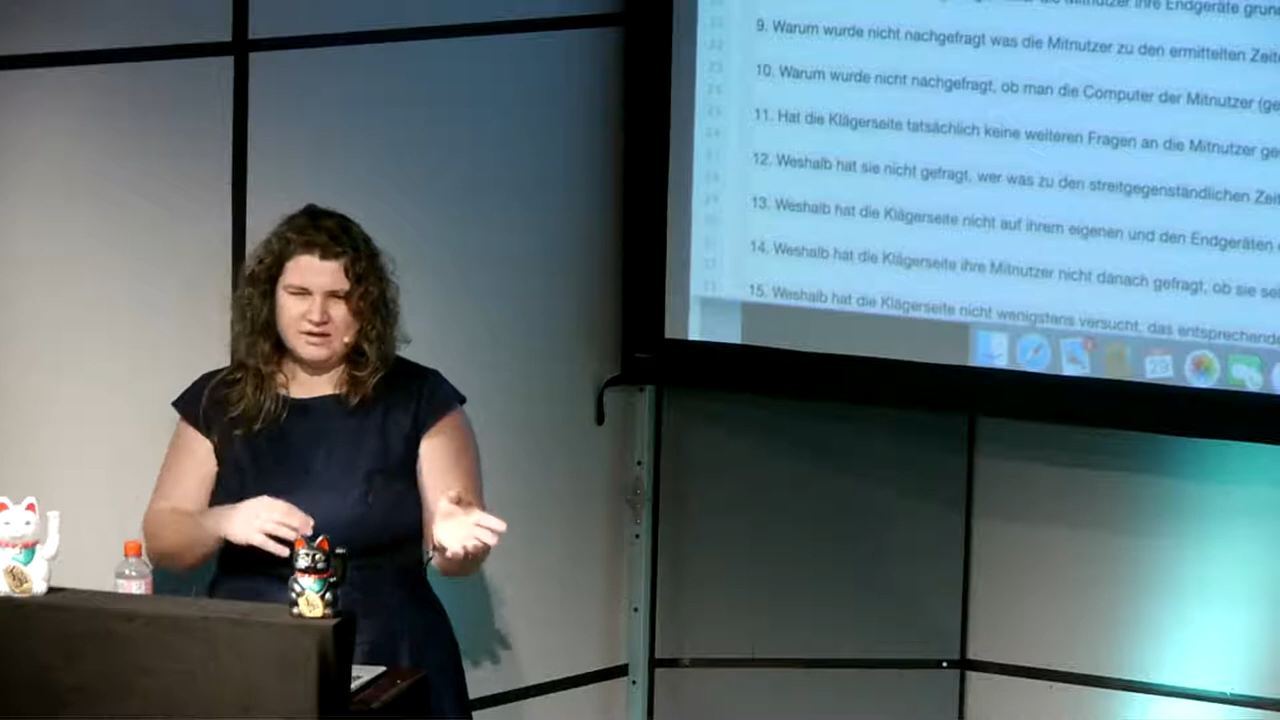 Mitnutzer ihre Endgeräte
9. Warum wurde nicht nachgefragt was die Mitnutzer zu den ermittelten
10. Warum wurde nicht nachgefragt, ob man die Computer der Mitnutzer
11. Hat die Klägerseite tatsächlich keine weiteren Fragen an die Mitnutzer
12. Weshalb hat sie nicht gefragt, wer was zu den streitgegenständlichen
13. Weshalb hat die Klägerseite nicht auf ihrem eigenen und den Endgeräten
14. Weshalb hat die Klägerseite ihre Mitnutzer nicht danach gefragt, ob sie
15. Weshalb hat die Klägerseite nicht wenigstens versucht, das